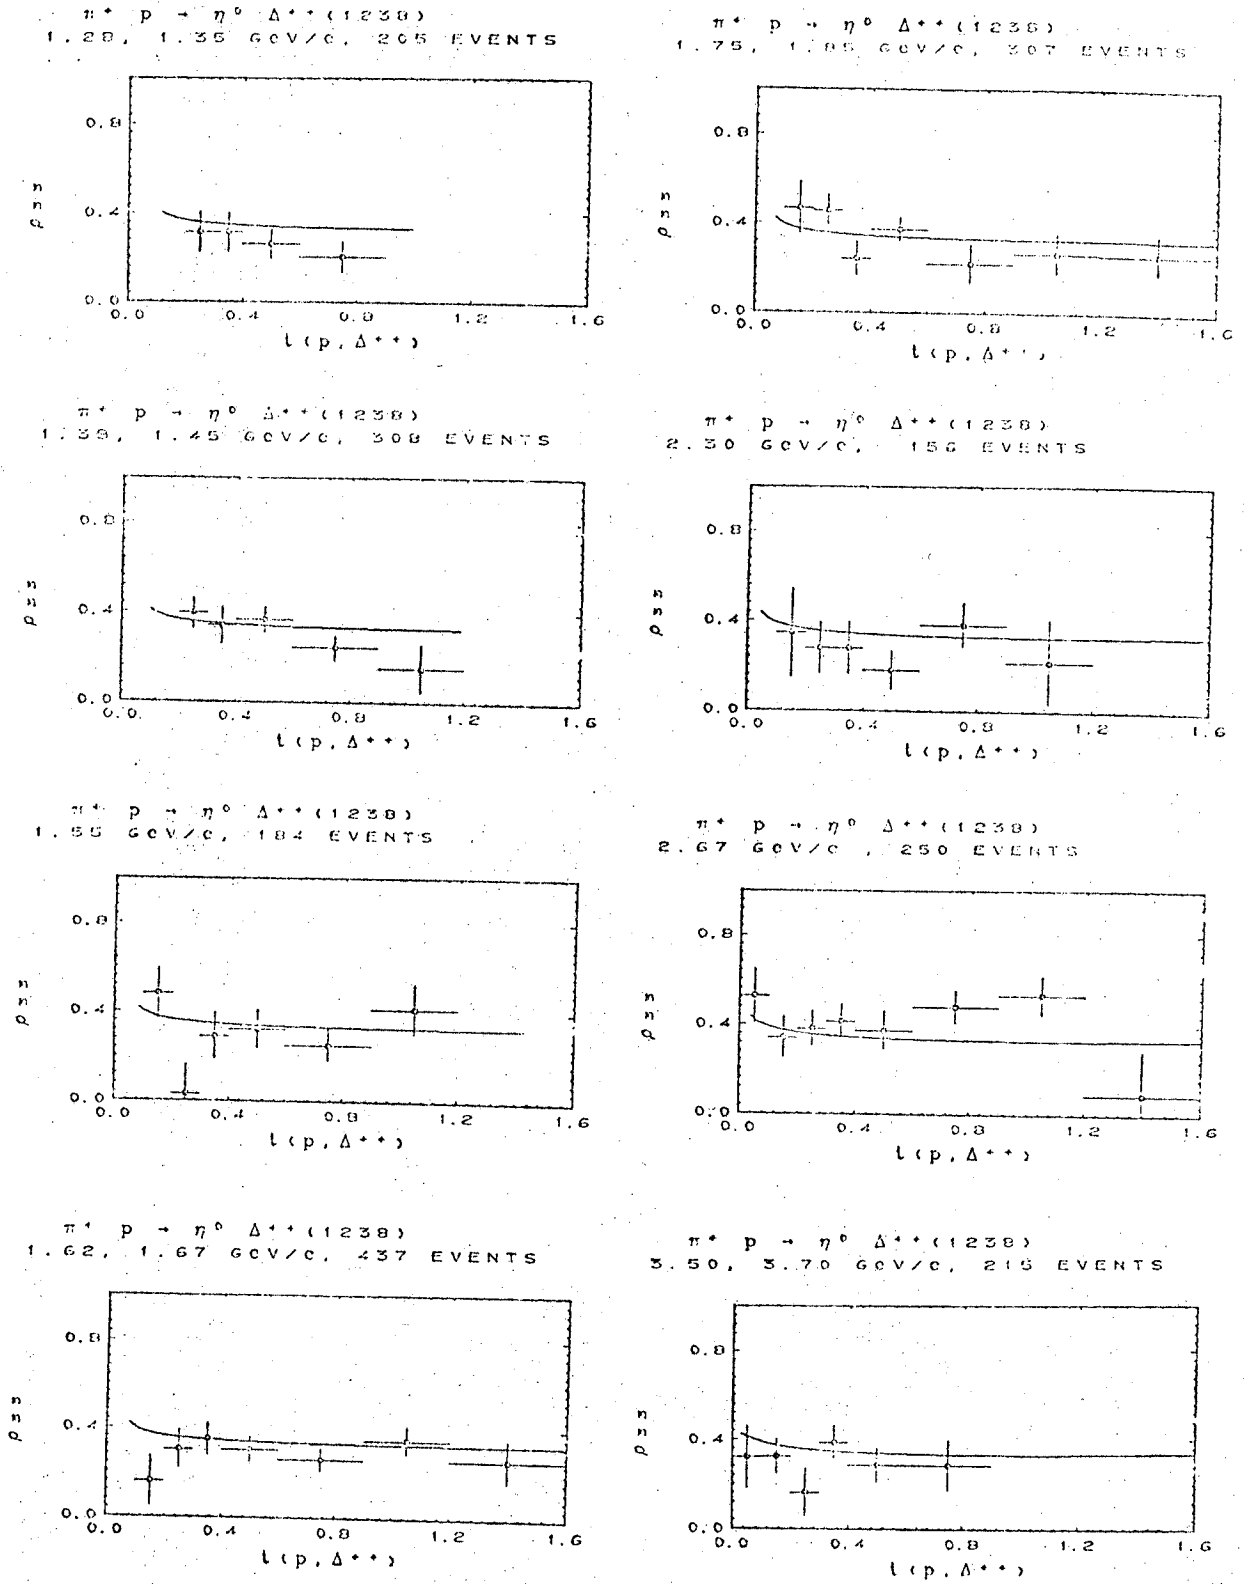 π⁺ p → η⁰ Δ⁺⁺(1238)
1.28, 1.35 GeV/c, 205 EVENTS
0.8
0.4
0.0
ρ33
0.0 0.4 0.8 1.2 1.6
t(p,Δ⁺⁺)
π⁺ p → η⁰ Δ⁺⁺(1238)
1.75, 1.85 GeV/c, 307 EVENTS
0.8
0.4
0.0
ρ33
0.0 0.4 0.8 1.2 1.6
t(p,Δ⁺⁺)
π⁺ p → η⁰ Δ⁺⁺(1238)
1.39, 1.45 GeV/c, 308 EVENTS
0.8
0.4
0.0
ρ33
0.0 0.4 0.8 1.2 1.6
t(p,Δ⁺⁺)
π⁺ p → η⁰ Δ⁺⁺(1238)
2.30 GeV/c, 156 EVENTS
0.8
0.4
0.0
ρ33
0.0 0.4 0.8 1.2 1.6
t(p,Δ⁺⁺)
π⁺ p → η⁰ Δ⁺⁺(1238)
1.55 GeV/c, 184 EVENTS
0.8
0.4
0.0
ρ33
0.0 0.4 0.8 1.2 1.6
t(p,Δ⁺⁺)
π⁺ p → η⁰ Δ⁺⁺(1238)
2.67 GeV/c , 250 EVENTS
0.8
0.4
0.0
ρ33
0.0 0.4 0.8 1.2 1.6
t(p,Δ⁺⁺)
π⁺ p → η⁰ Δ⁺⁺(1238)
1.62, 1.67 GeV/c, 437 EVENTS
0.8
0.4
0.0
ρ33
0.0 0.4 0.8 1.2 1.6
t(p,Δ⁺⁺)
π⁺ p → η⁰ Δ⁺⁺(1238)
3.50, 3.70 GeV/c, 215 EVENTS
0.8
0.4
0.0
ρ33
0.0 0.4 0.8 1.2 1.6
t(p,Δ⁺⁺)